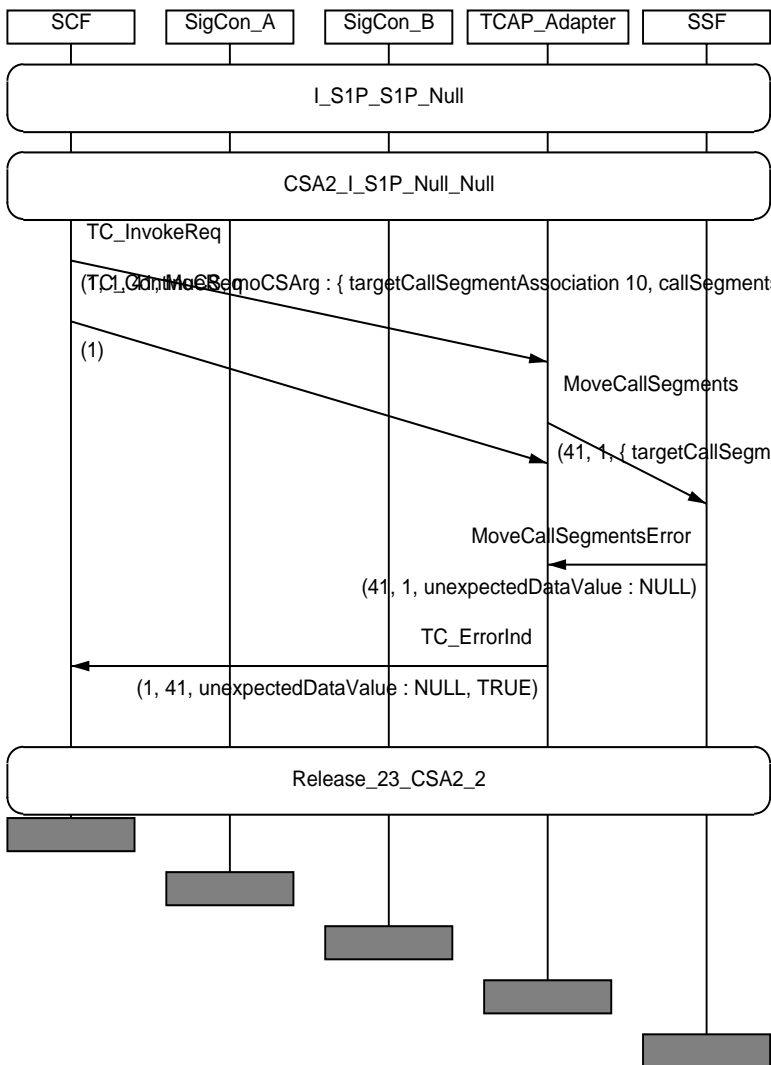 SCF SigCon_A SigCon_B TCAP_Adapter SSF
I_S1P_S1P_Null
CSA2_I_S1P_Null_Null
TC_InvokeReq
TC_ContinueReq
targetCallSegmentAssociation 10, callSegments
(1)
MoveCallSegments
(41, 1, { targetCallSegm
MoveCallSegmentsError
(41, 1, unexpectedDataValue : NULL)
TC_ErrorInd
(1, 41, unexpectedDataValue : NULL, TRUE)
Release_23_CSA2_2